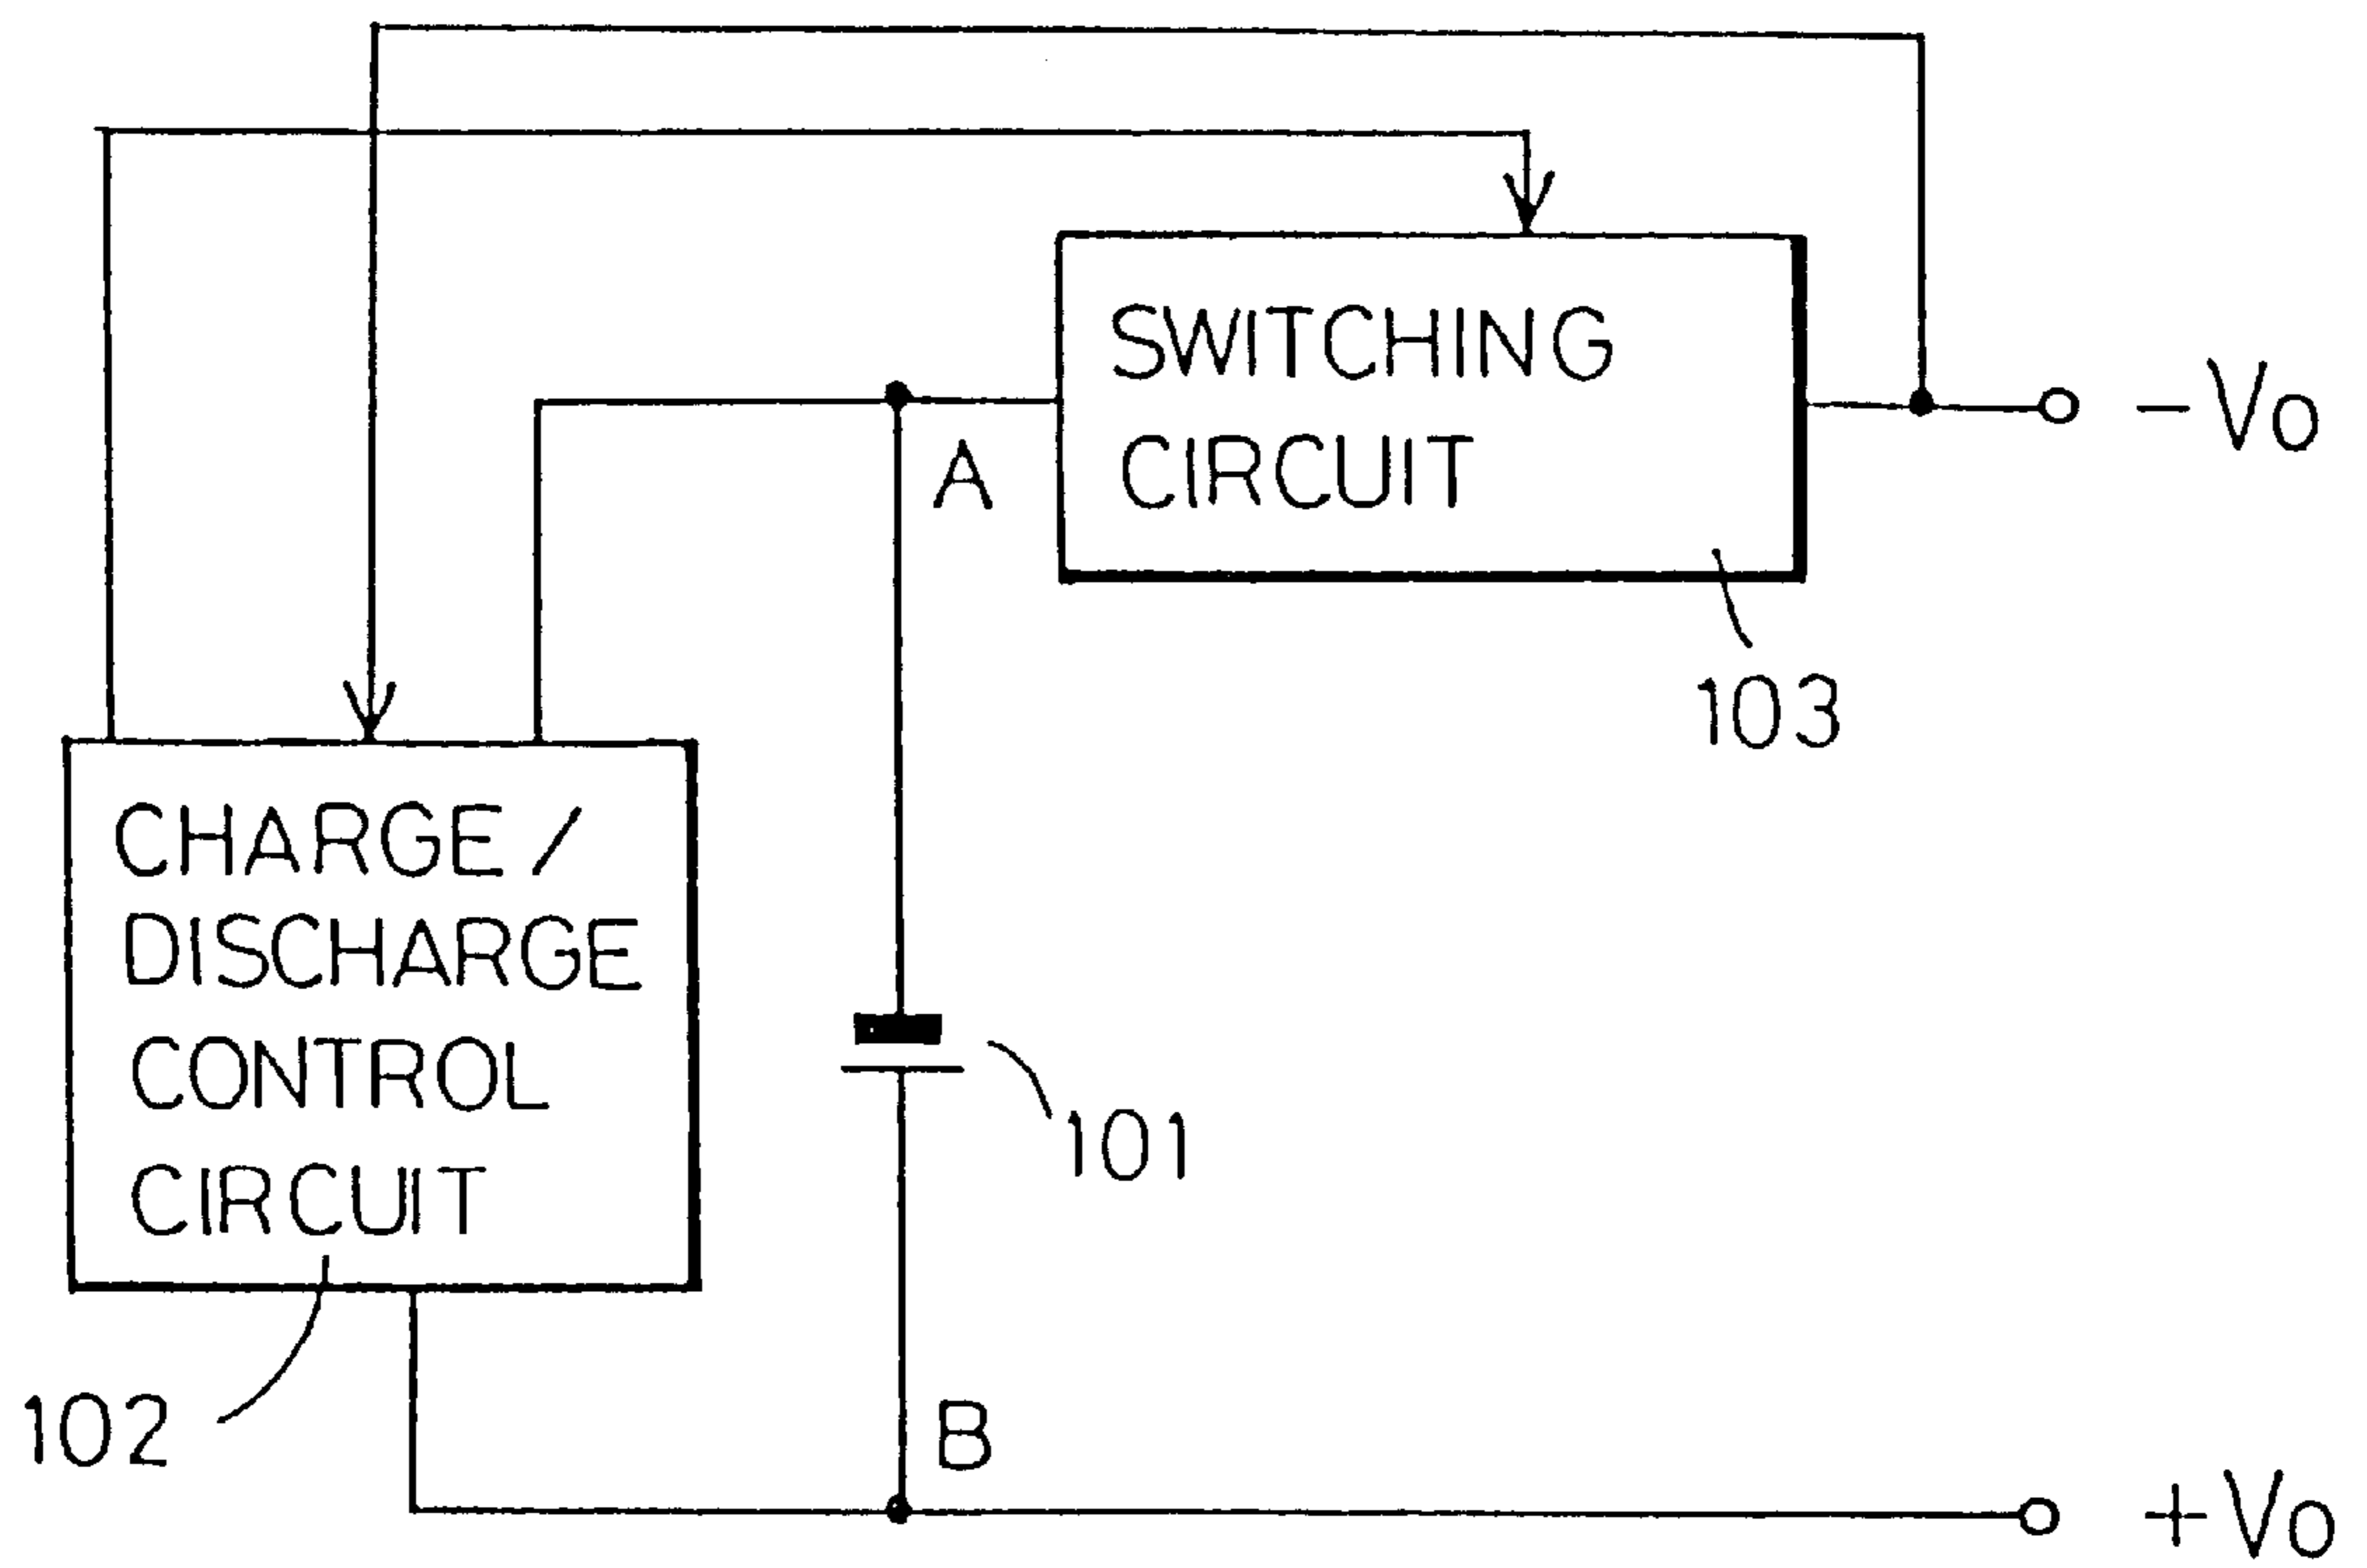 SWITCHING
CIRCUIT
−Vo
A
103
CHARGE /
DISCHARGE
CONTROL
CIRCUIT
101
102
B
+Vo